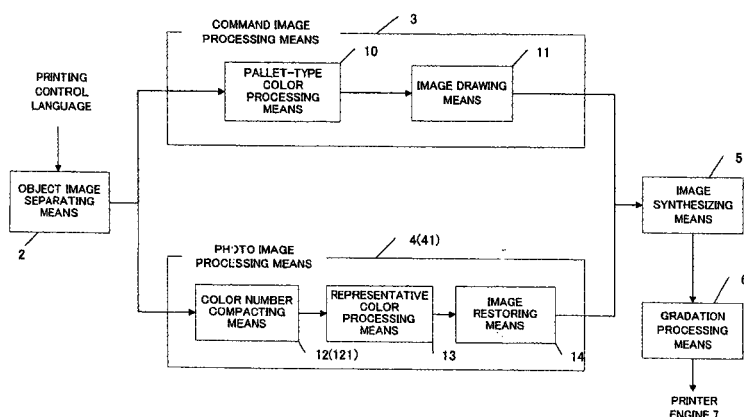 COMMAND IMAGE
PROCESSING MEANS
3
10
11
PRINTING
CONTROL
LANGUAGE
PALLET-TYPE
COLOR
PROCESSING
MEANS
IMAGE DRAWING
MEANS
OBJECT IMAGE
SEPARATING
MEANS
2
5
IMAGE
SYNTHESIZING
MEANS
PHOTO IMAGE
PROCESSING MEANS
4(41)
COLOR NUMBER
COMPACTING
MEANS
REPRESENTATIVE
COLOR
PROCESSING
MEANS
IMAGE
RESTORING
MEANS
12(121)
13
14
6
GRADATION
PROCESSING
MEANS
PRINTER
ENGINE 7